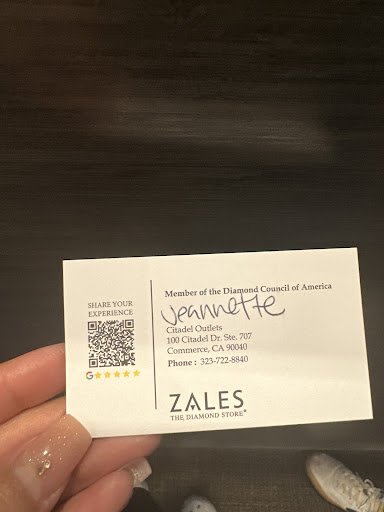 SHARE YOUR
EXPERIENCE
G
Member of the Diamond Council of America
Jeannette
Citadel Outlets
100 Citadel Dr. Ste. 707
Commerce, CA 90040
Phone : 323-722-8840
ZALES
THE DIAMOND STORE®